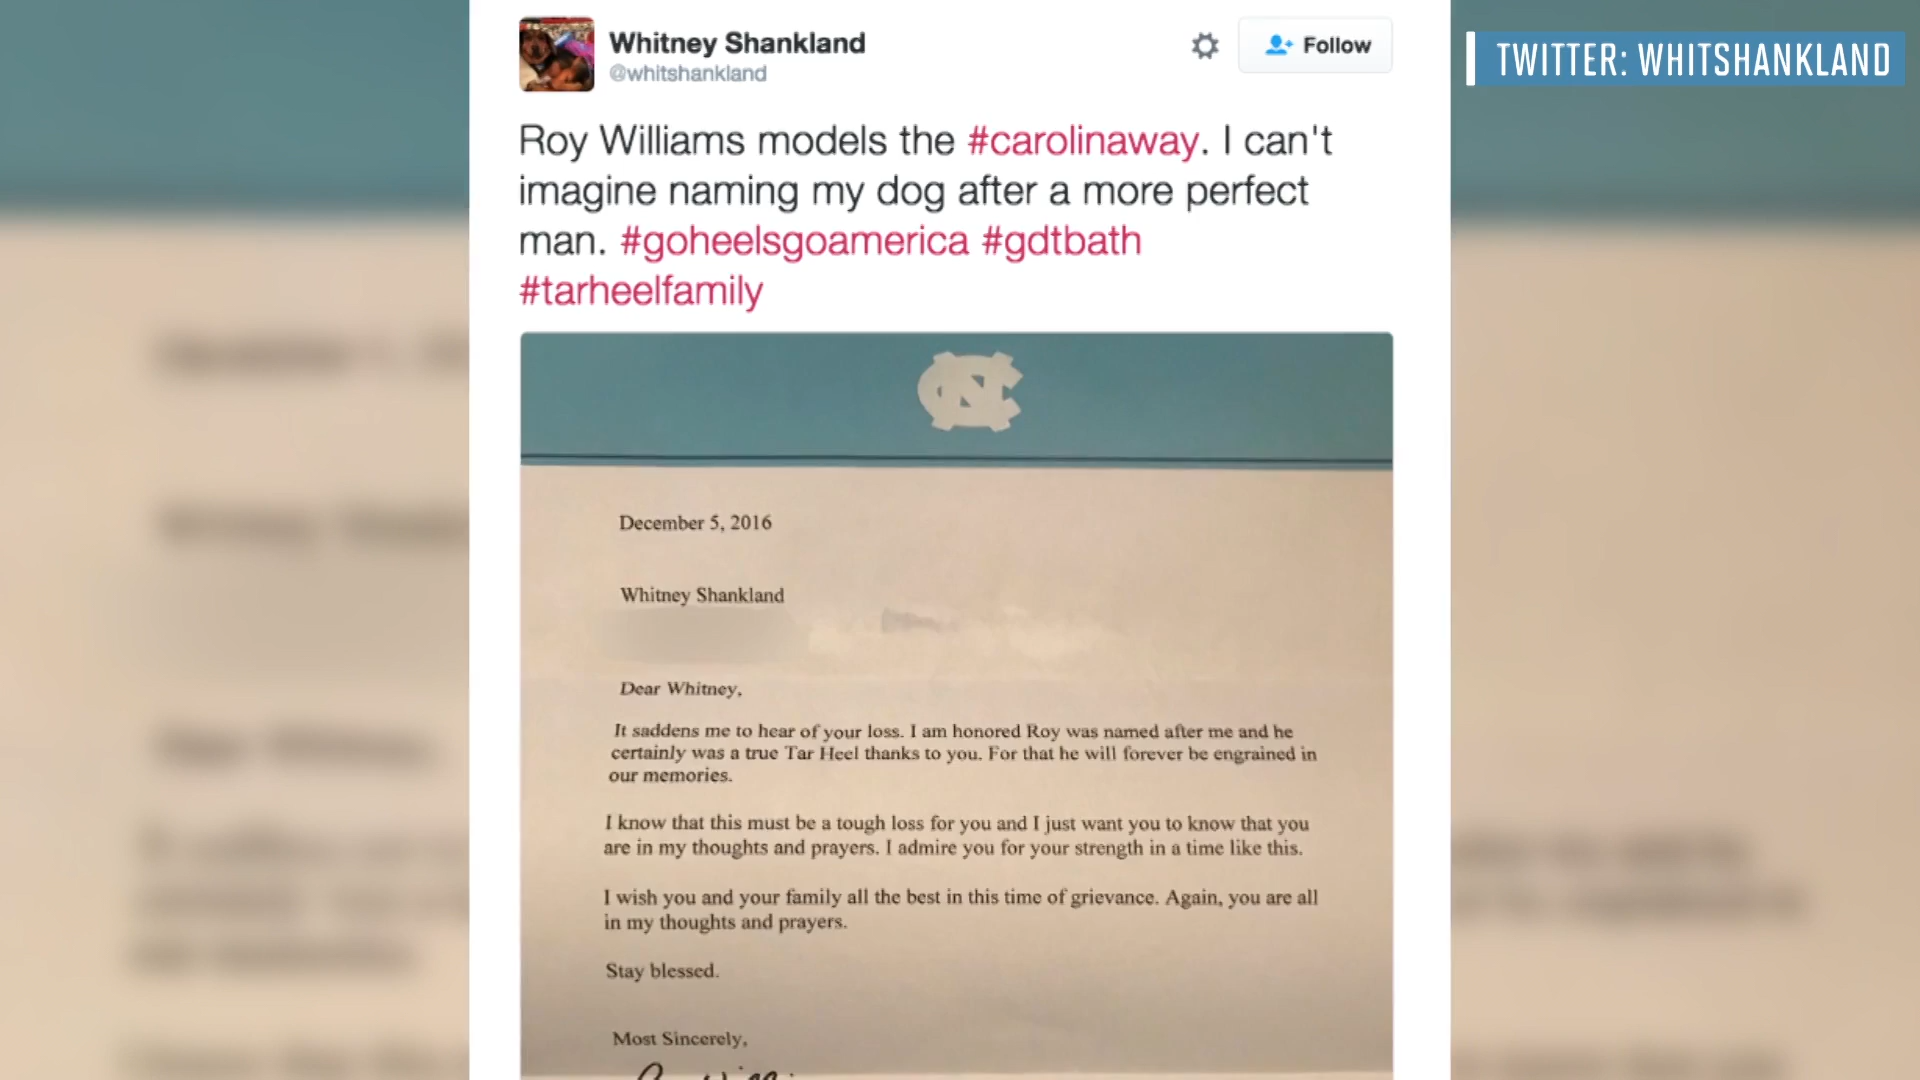 Whitney Shankland
@whitshankland
Follow
TWITTER: WHITSHANKLAND
Roy Williams models the #carolinaway. I can't
imagine naming my dog after a more perfect
man. #goheelsgoamerica #gdtbath
#tarheelfamily
NC
December 5, 2016
Whitney Shankland
Dear Whitney,
It saddens me to hear of your loss. I am honored Roy was named after me and he
certainly was a true Tar Heel thanks to you. For that he will forever be engrained in
our memories.
I know that this must be a tough loss for you and I just want you to know that you
are in my thoughts and prayers. I admire you for your strength in a time like this.
I wish you and your family all the best in this time of grievance. Again, you are all
in my thoughts and prayers.
Stay blessed.
Most Sincerely,